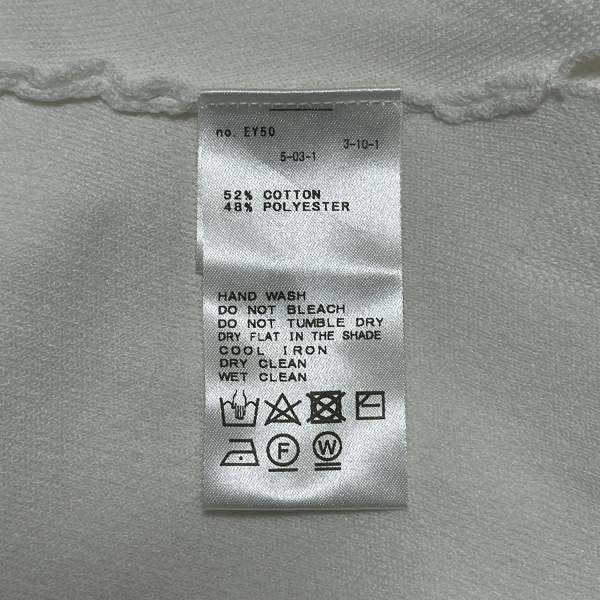 no. EY50
5-03-1 3-10-1
52% COTTON
48% POLYESTER
HAND WASH
DO NOT BLEACH
DO NOT TUMBLE DRY
DRY FLAT IN THE SHADE
COOL IRON
DRY CLEAN
WET CLEAN
F W